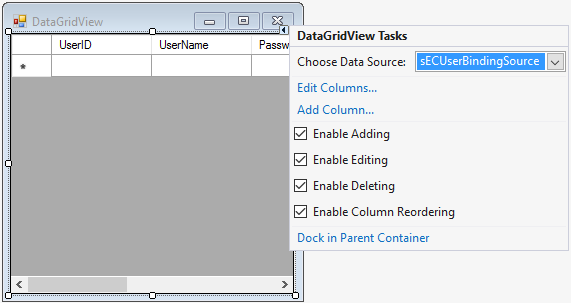 DataGridView
UserID UserName Passw
*
DataGridView Tasks
Choose Data Source: sECUserBindingSource
Edit Columns...
Add Column...
Enable Adding
Enable Editing
Enable Deleting
Enable Column Reordering
Dock in Parent Container